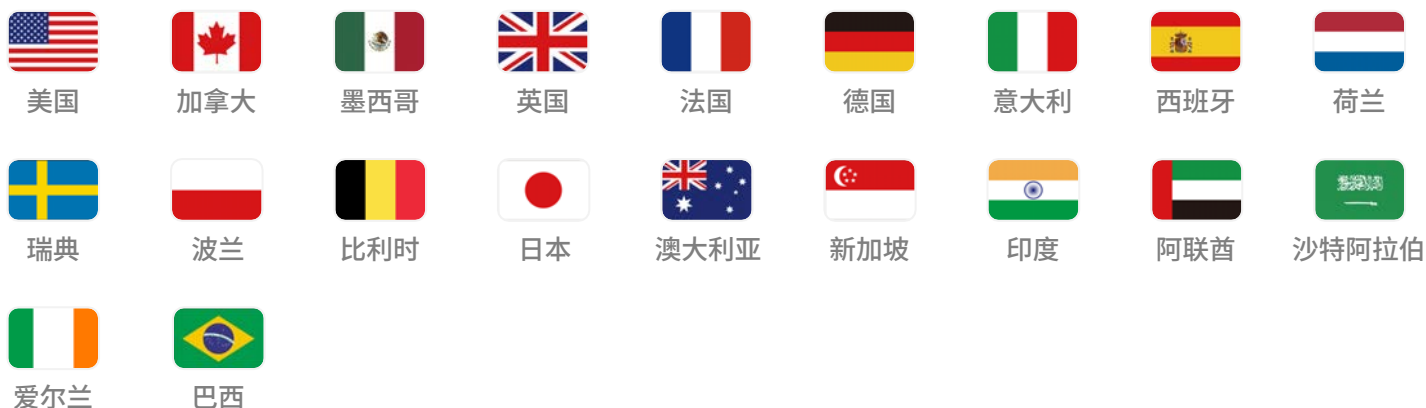 美国 加拿大 墨西哥 英国 法国 德国 意大利 西班牙 荷兰
瑞典 波兰 比利时 日本 澳大利亚 新加坡 印度 阿联酋 沙特阿拉伯
爱尔兰 巴西